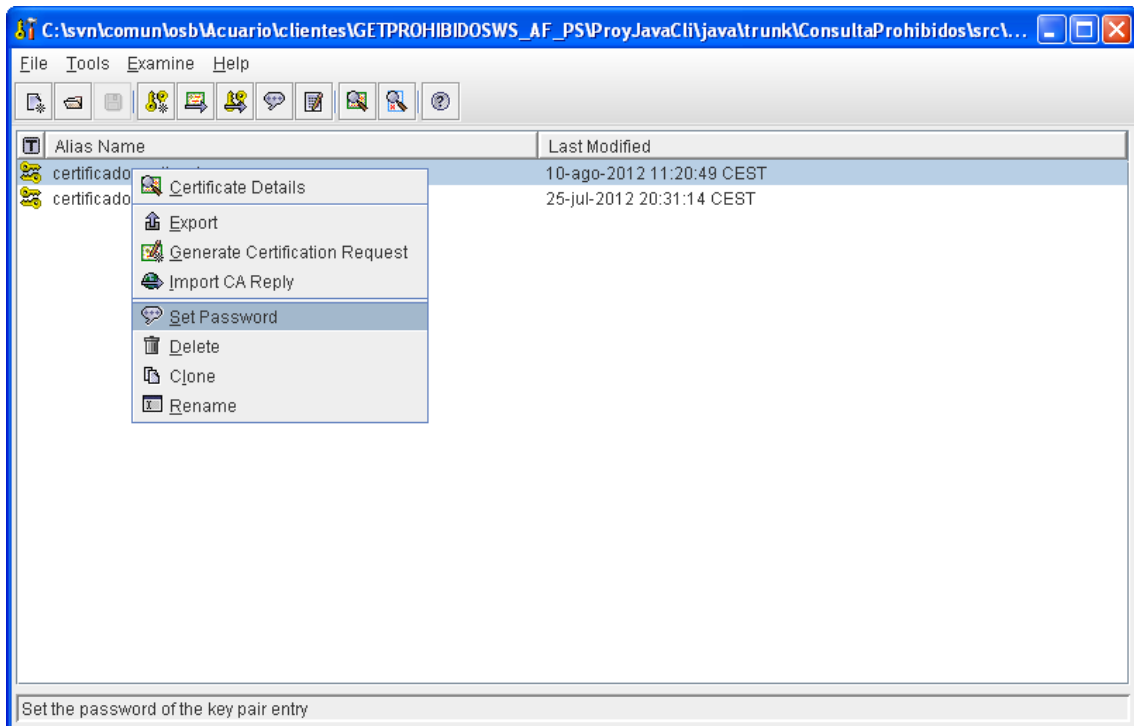 C:\svn\comun\osb\Acuario\clientes\GETPROHIBIDOSWS_AF_PS\ProyJavaCli\java\trunk\ConsultaProhibidos\src\...
File Tools Examine Help
T Alias Name Last Modified
certificado 10-ago-2012 11:20:49 CEST
certificado 25-jul-2012 20:31:14 CEST
Certificate Details
Export
Generate Certification Request
Import CA Reply
Set Password
Delete
Clone
Rename
Set the password of the key pair entry